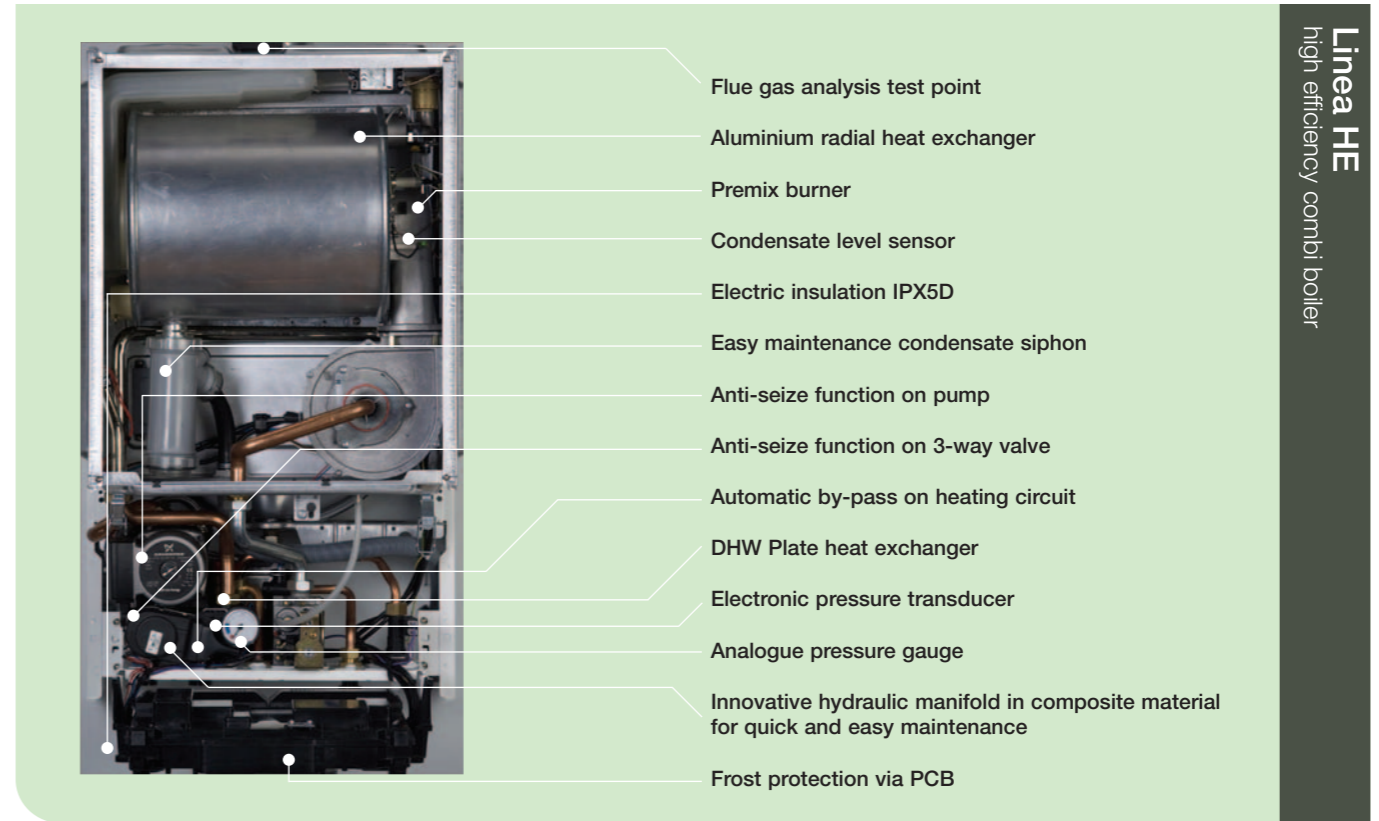 Linea HE
high efficiency combi boiler
Flue gas analysis test point
Aluminium radial heat exchanger
Premix burner
Condensate level sensor
Electric insulation IPX5D
Easy maintenance condensate siphon
Anti-seize function on pump
Anti-seize function on 3-way valve
Automatic by-pass on heating circuit
DHW Plate heat exchanger
Electronic pressure transducer
Analogue pressure gauge
Innovative hydraulic manifold in composite material
for quick and easy maintenance
Frost protection via PCB